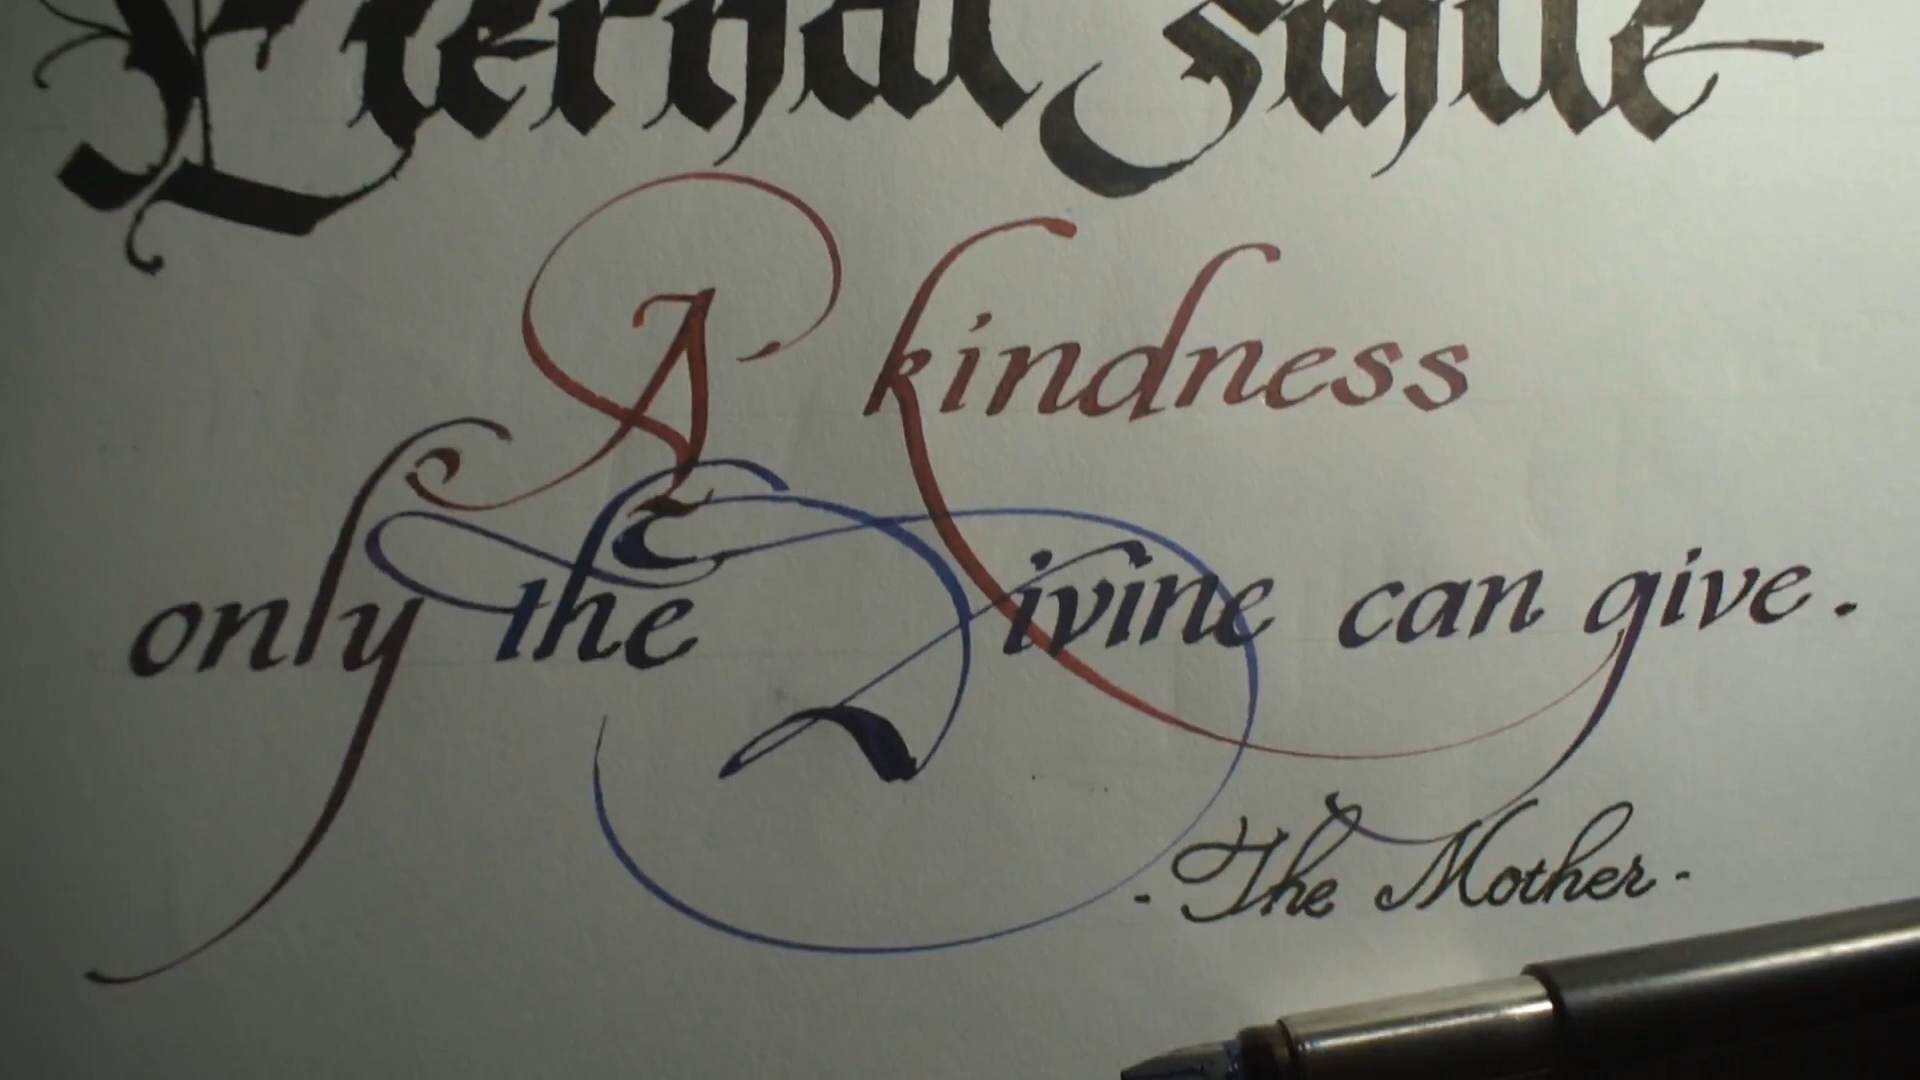 Eternal smile
A kindness
only the Divine can give.
- The Mother -